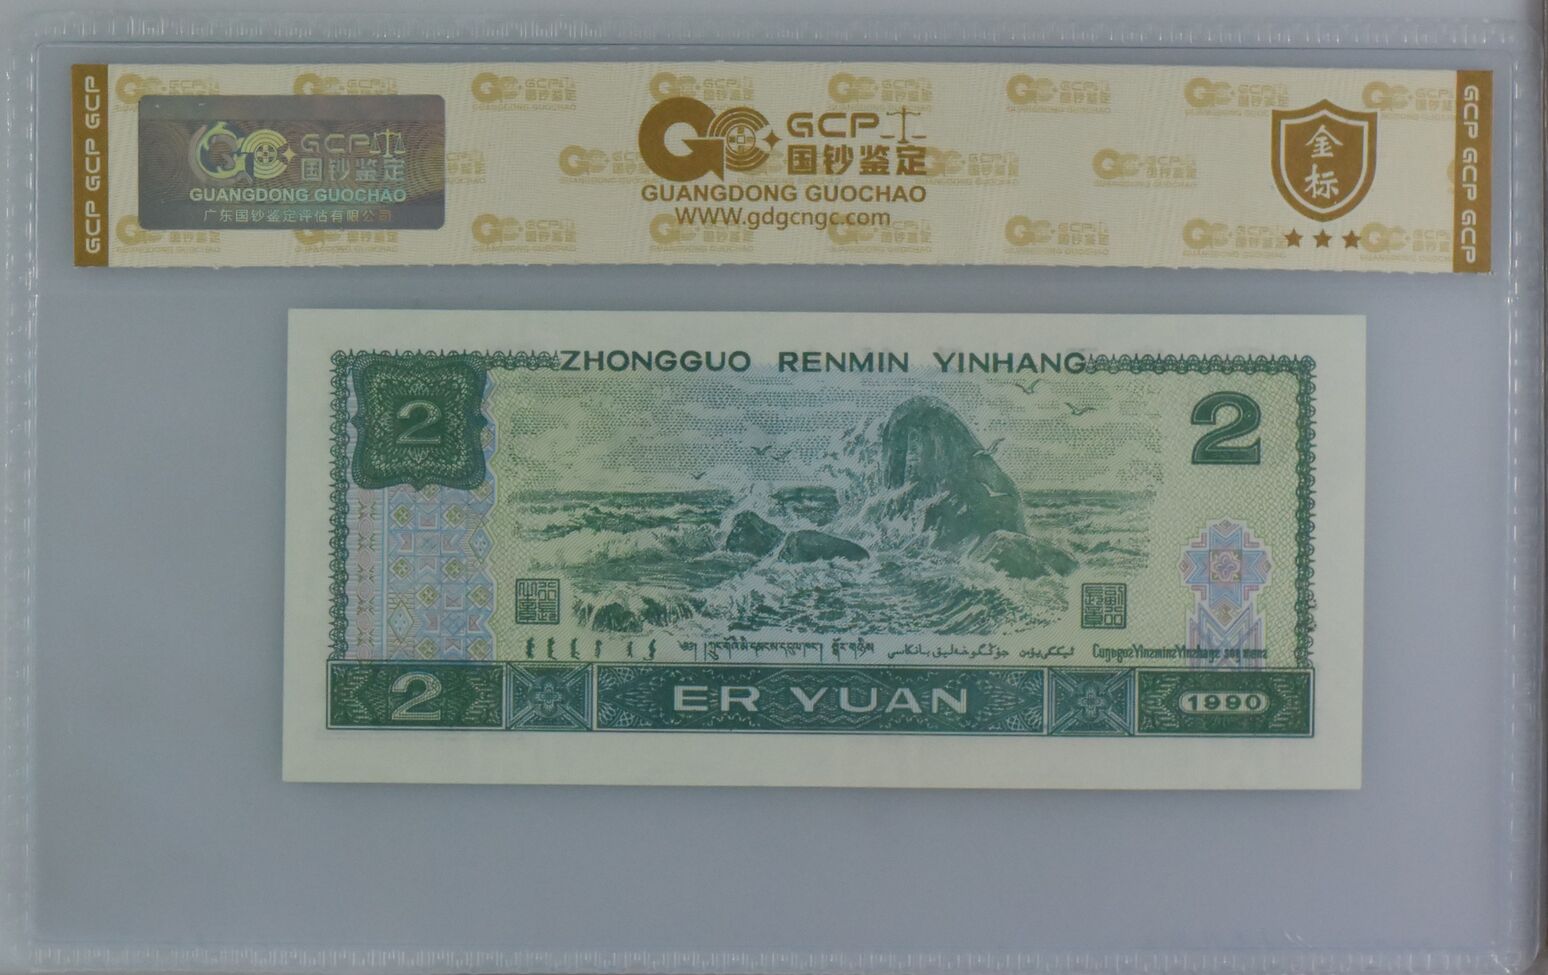 GCP GCP GCP
GCP
国钞鉴定
GUANGDONG GUOCHAO
广东国钞鉴定评估有限公司
GCP
国钞鉴定
GUANGDONG GUOCHAO
WWW.gdgcngc.com
金标
GCP GCP GCP
ZHONGGUO RENMIN YINHANG
2
2
2
ER YUAN
1990